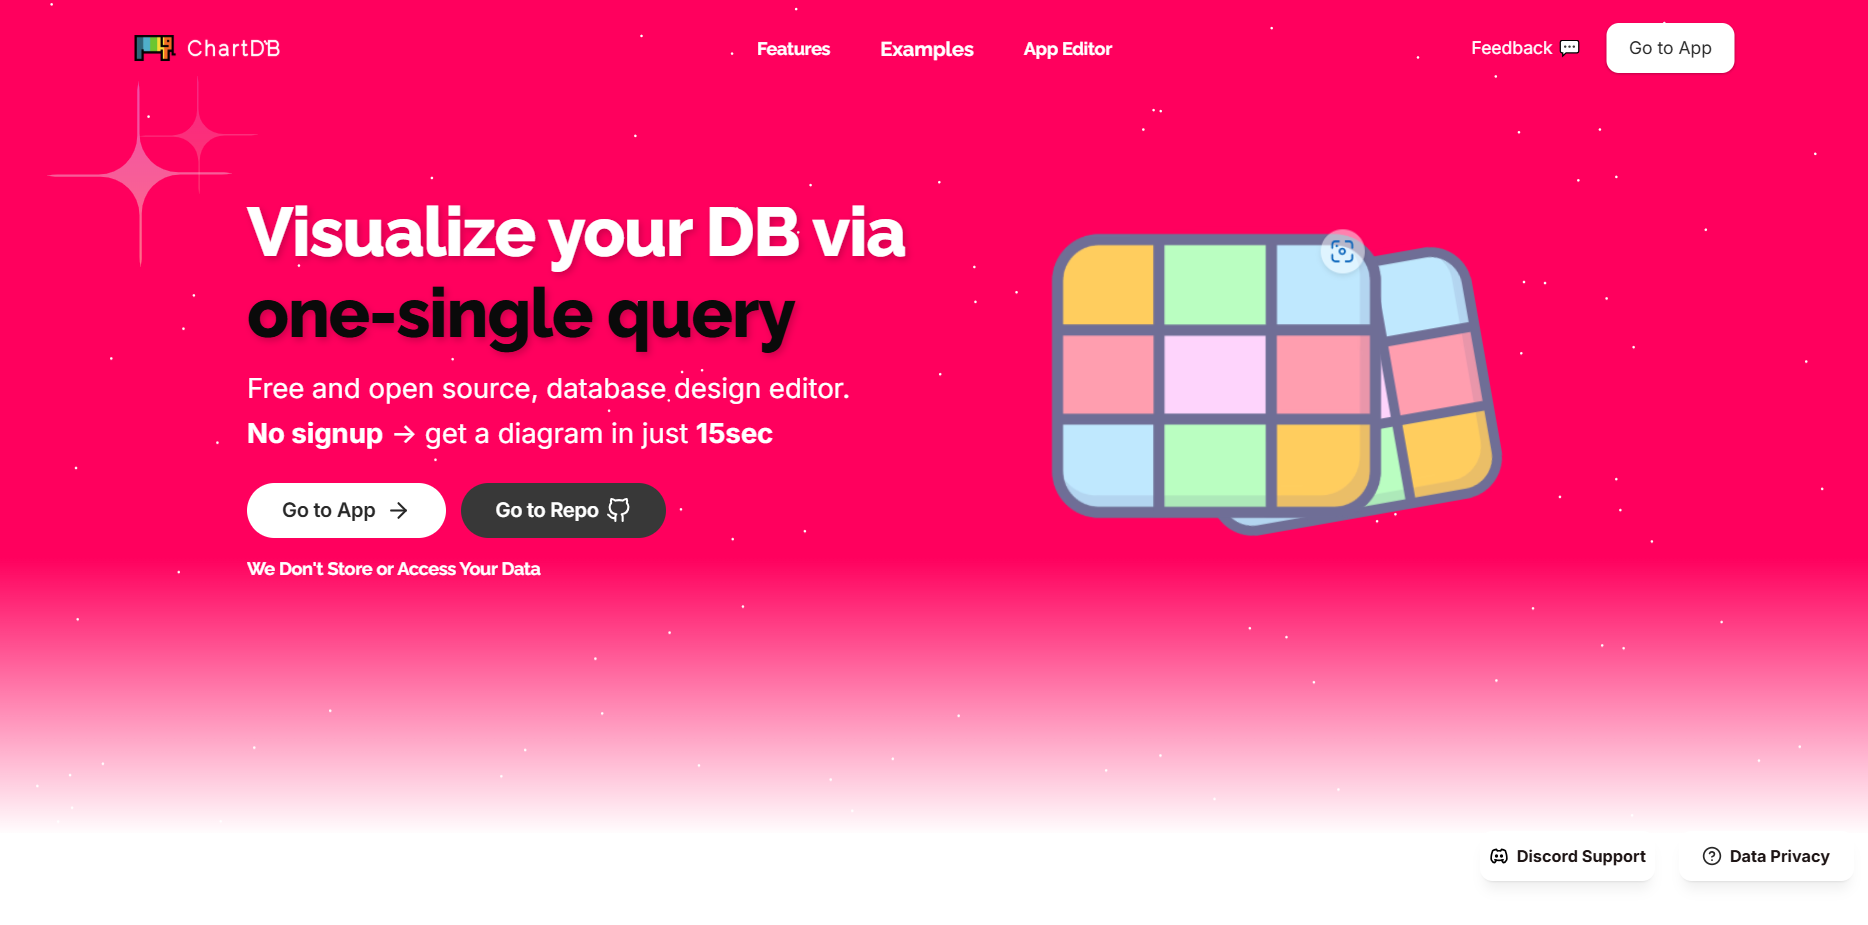 ChartDB
Features
Examples
App Editor
Feedback 💬
Go to App
Visualize your DB via
one-single query
Free and open source, database design editor.
No signup → get a diagram in just 15sec
Go to App →
Go to Repo
We Don't Store or Access Your Data
Discord Support
Data Privacy